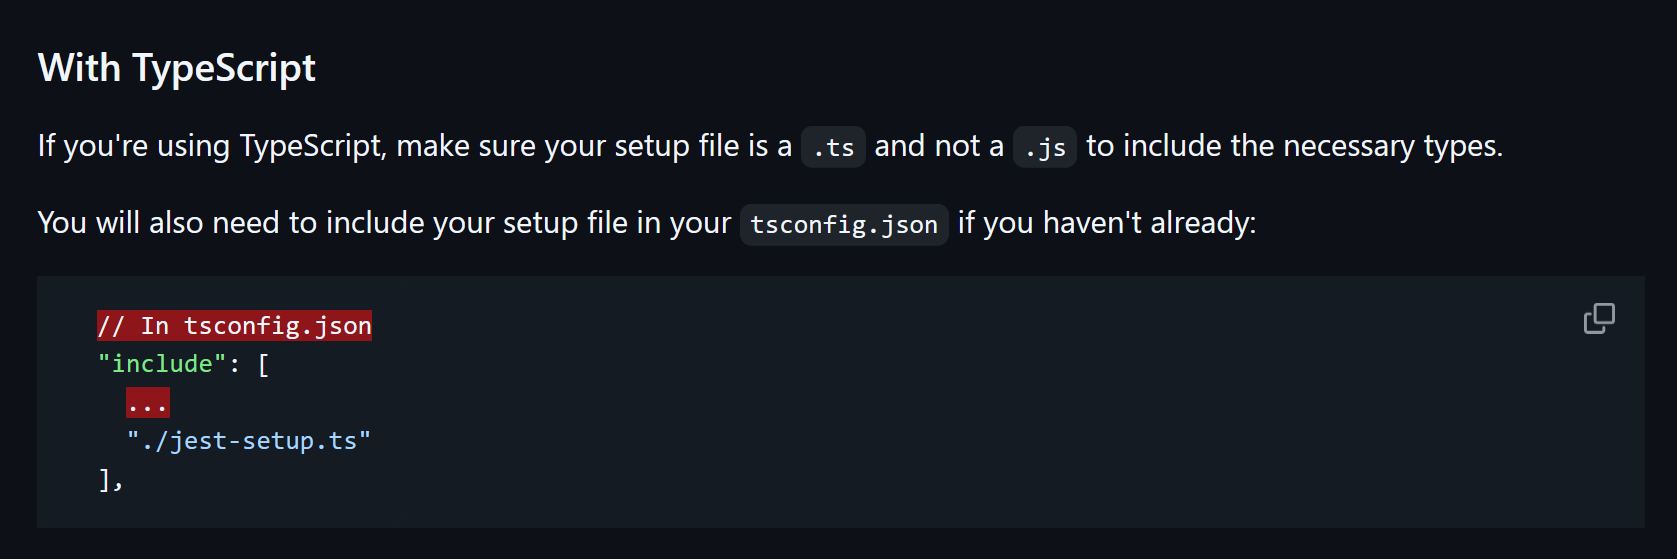 With TypeScript
If you're using TypeScript, make sure your setup file is a .ts and not a .js to include the necessary types.
You will also need to include your setup file in your tsconfig.json if you haven't already:
// In tsconfig.json
"include": [
...
"./jest-setup.ts"
],